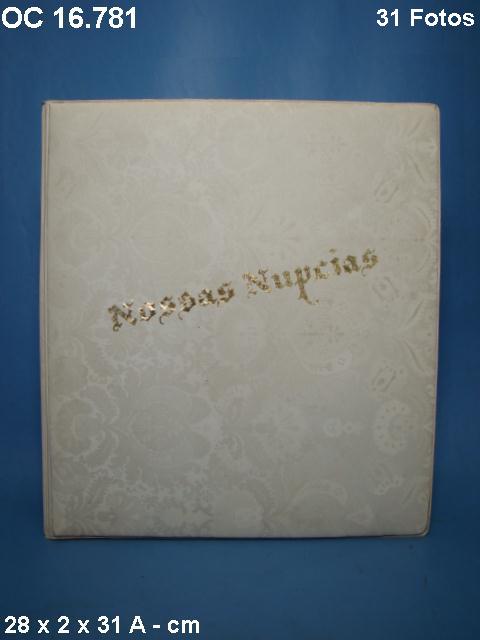 OC 16.781
31 Fotos
Nossas Nupcias
28 x 2 x 31 A - cm